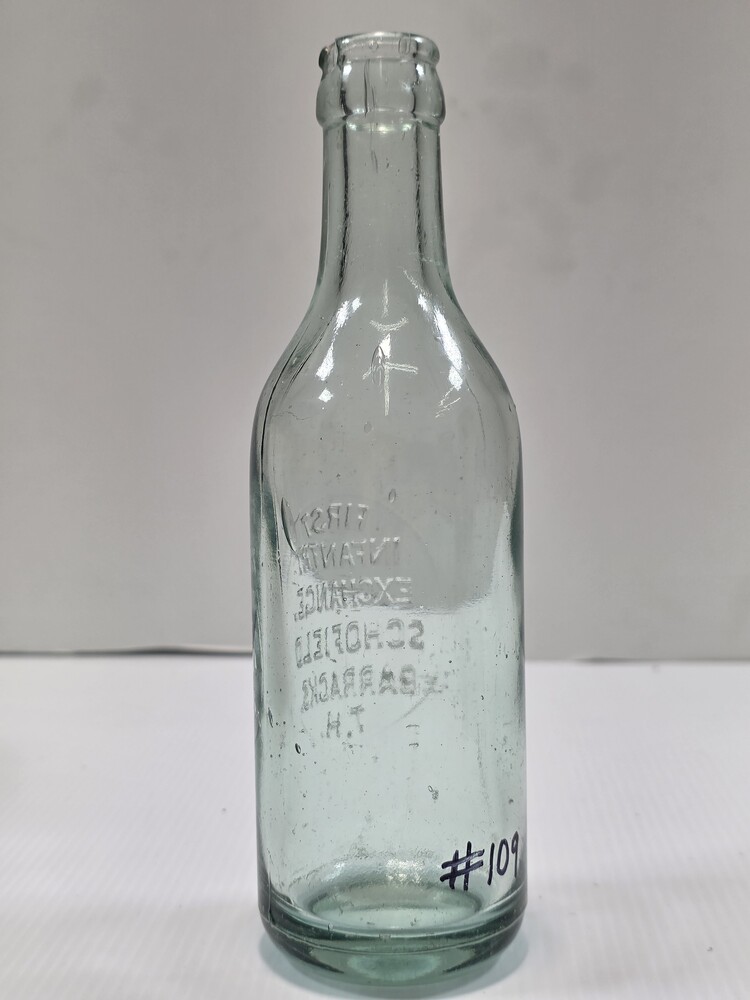 FIRST
INFANTRY
EXCHANGE,
SCHOFIELD
BARRACKS
T.H.
#109